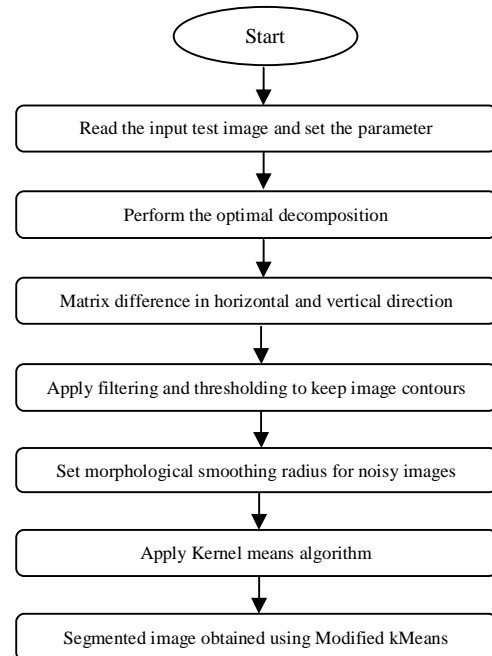 Start
Read the input test image and set the parameter
Perform the optimal decomposition
Matrix difference in horizontal and vertical direction
Apply filtering and thresholding to keep image contours
Set morphological smoothing radius for noisy images
Apply Kernel means algorithm
Segmented image obtained using Modified kMeans